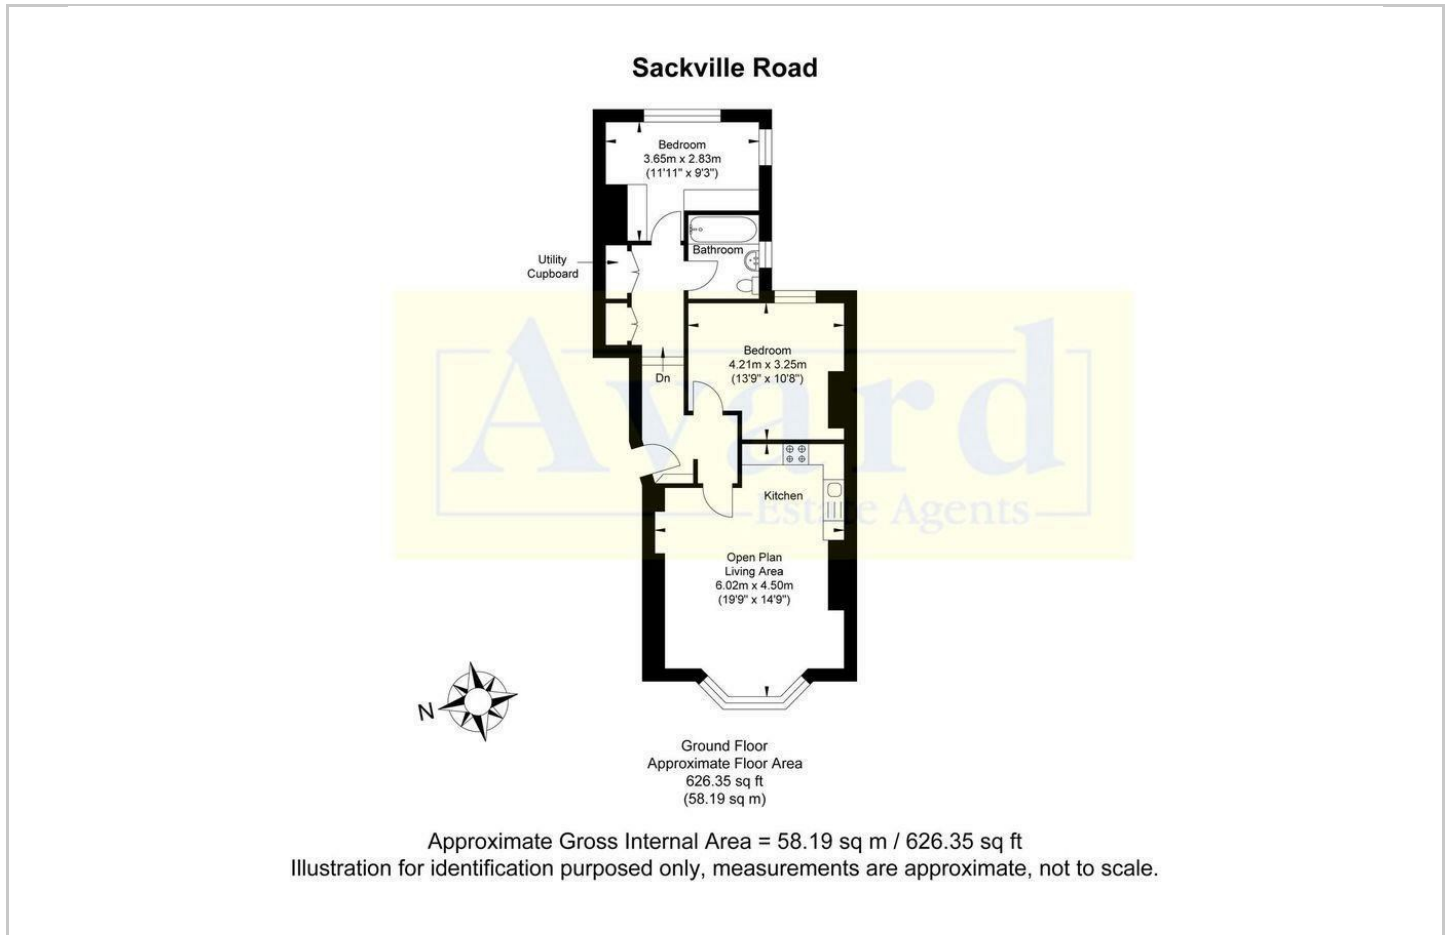 Sackville Road
Bedroom
3.65m x 2.83m
(11'11" x 9'3")
Bathroom
Utility
Cupboard
Bedroom
4.21m x 3.25m
(13'9" x 10'8")
Dn
Kitchen
Open Plan
Living Area
6.02m x 4.50m
(19'9" x 14'9")
Avard
Estate Agents
N
Ground Floor
Approximate Floor Area
626.35 sq ft
(58.19 sq m)
Approximate Gross Internal Area = 58.19 sq m / 626.35 sq ft
Illustration for identification purposed only, measurements are approximate, not to scale.